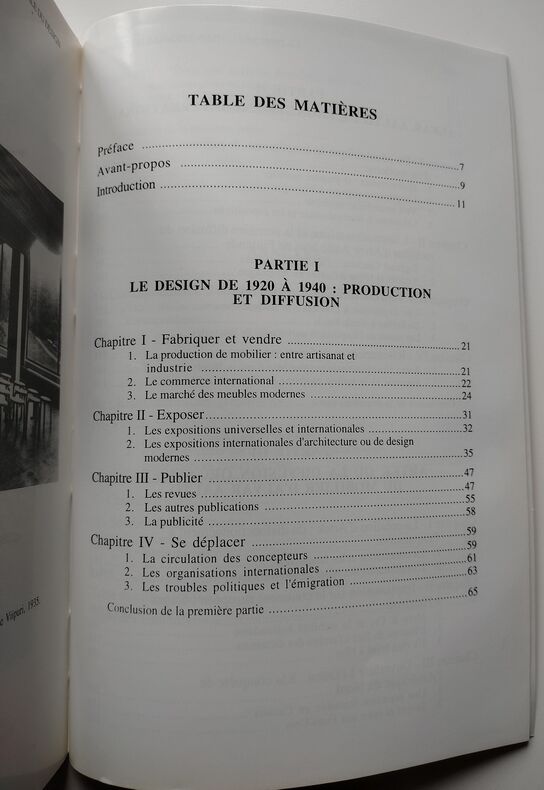 LE DU DESIGN
e Viipuri, 1935.
TABLE DES MATIÈRES
Préface ........ 7
Avant-propos ........ 9
Introduction ........ 11
PARTIE I
LE DESIGN DE 1920 À 1940 : PRODUCTION
ET DIFFUSION
Chapitre I - Fabriquer et vendre ........ 21
1. La production de mobilier : entre artisanat et
industrie ........ 21
2. Le commerce international ........ 22
3. Le marché des meubles modernes ........ 24
Chapitre II - Exposer ........ 31
1. Les expositions universelles et internationales ........ 32
2. Les expositions internationales d'architecture ou de design
modernes ........ 35
Chapitre III - Publier ........ 47
1. Les revues ........ 47
2. Les autres publications ........ 55
3. La publicité ........ 58
Chapitre IV - Se déplacer ........ 59
1. La circulation des concepteurs ........ 59
2. Les organisations internationales ........ 61
3. Les troubles politiques et l'émigration ........ 63
Conclusion de la première partie ........ 65